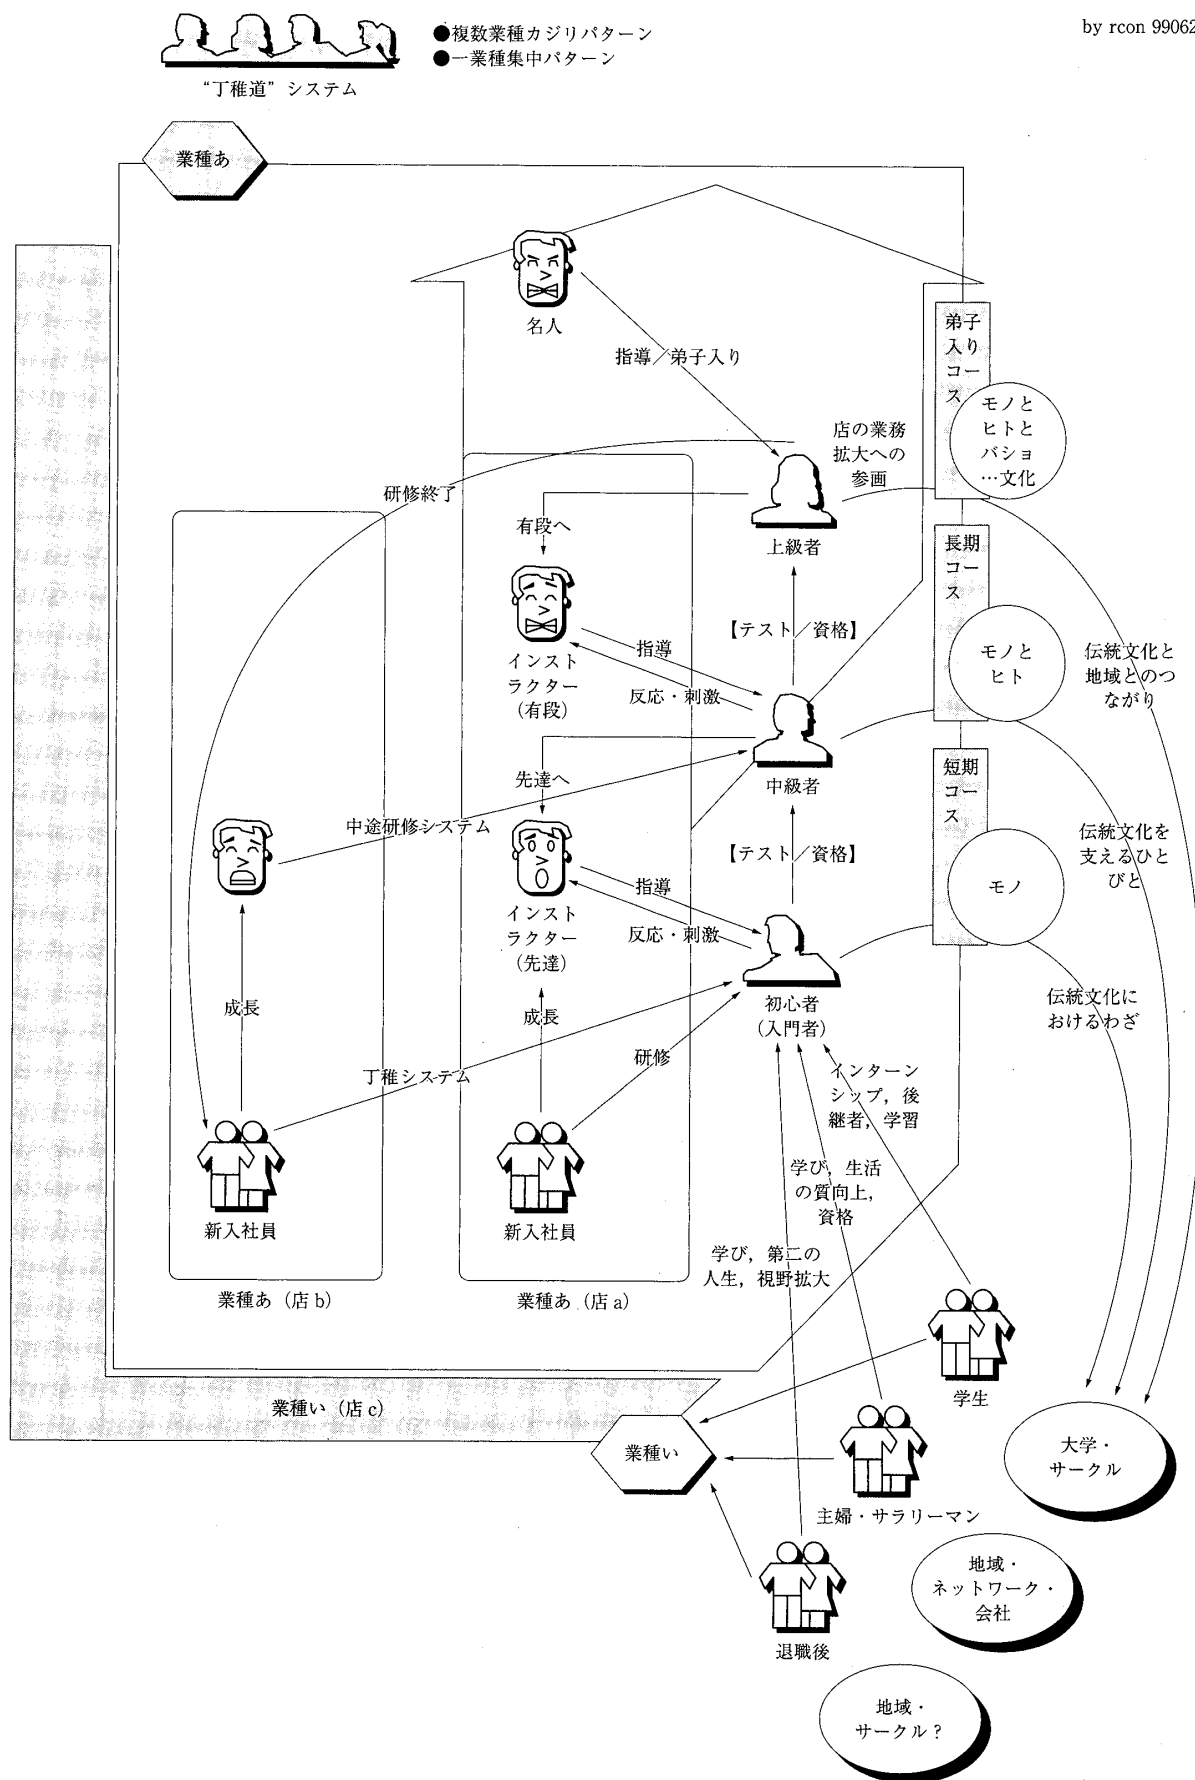 ●複数業種カジリパターン
●一業種集中パターン
by rcon 99062
“丁稚道”システム
業種あ
名人
指導／弟子入り
弟子
入り
コー
ス
モノと
ヒトと
バショ
…文化
店の業務
拡大への
参画
研修終了
有段へ
上級者
長期
コー
ス
【テスト／資格】
インスト
ラクター
(有段)
指導
反応・刺激
モノと
ヒト
伝統文化と
地域とのつ
ながり
先達へ
中級者
短期
コー
ス
中途研修システム
【テスト／資格】
伝統文化を
支えるひと
びと
モノ
インスト
ラクター
(先達)
指導
反応・刺激
初心者
(入門者)
伝統文化に
おけるわざ
成長
成長
研修
丁稚システム
インターン
シップ，後
継者，学習
学び，生活
の質向上，
資格
新入社員
新入社員
学び，第二の
人生，視野拡大
業種あ（店 b）
業種あ（店 a）
学生
業種い（店 c）
業種い
大学・
サークル
主婦・サラリーマン
地域・
ネットワーク・
会社
退職後
地域・
サークル？